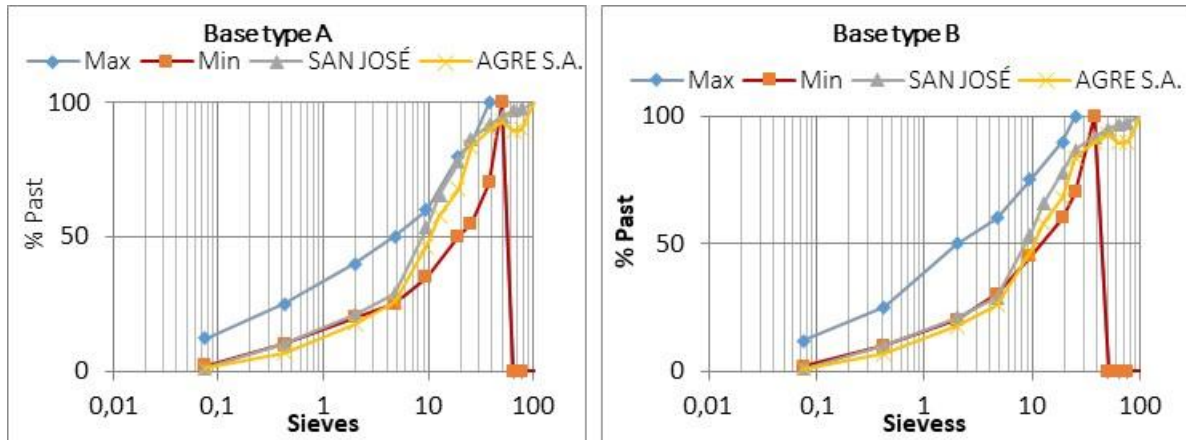 Base type A
Max Min SAN JOSÉ AGRE S.A.
100
50
0
% Past
0,01 0,1 1 10 100
Sieves
Base type B
Max Min SAN JOSÉ AGRE S.A.
100
50
0
% Past
0,01 0,1 1 10 100
Sievess